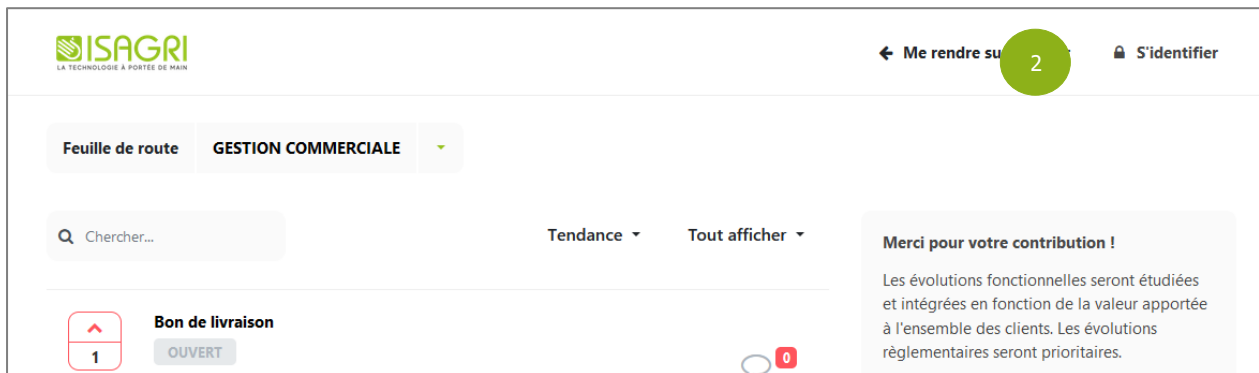 ISAGRI
LA TECHNOLOGIE À PORTÉE DE MAIN
Me rendre su 2 S'identifier
Feuille de route GESTION COMMERCIALE
Chercher... Tendance Tout afficher
Merci pour votre contribution !
Les évolutions fonctionnelles seront étudiées
et intégrées en fonction de la valeur apportée
à l'ensemble des clients. Les évolutions
règlementaires seront prioritaires.
Bon de livraison
1 OUVERT 0